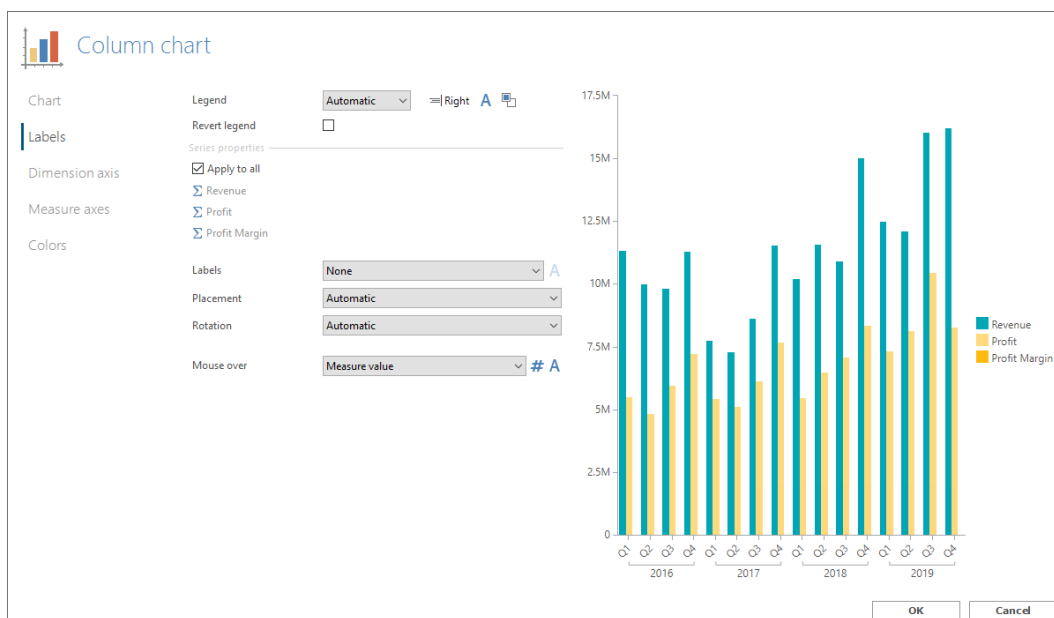 Column chart
Chart
Labels
Dimension axis
Measure axes
Colors
Legend Automatic Right A
Revert legend
Series properties
Apply to all
Σ Revenue
Σ Profit
Σ Profit Margin
Labels None A
Placement Automatic
Rotation Automatic
Mouse over Measure value # A
17.5M
15M
12.5M
10M
7.5M
5M
2.5M
0
Q1 Q2 Q3 Q4 Q1 Q2 Q3 Q4 Q1 Q2 Q3 Q4 Q1 Q2 Q3 Q4
2016 2017 2018 2019
Revenue
Profit
Profit Margin
OK Cancel